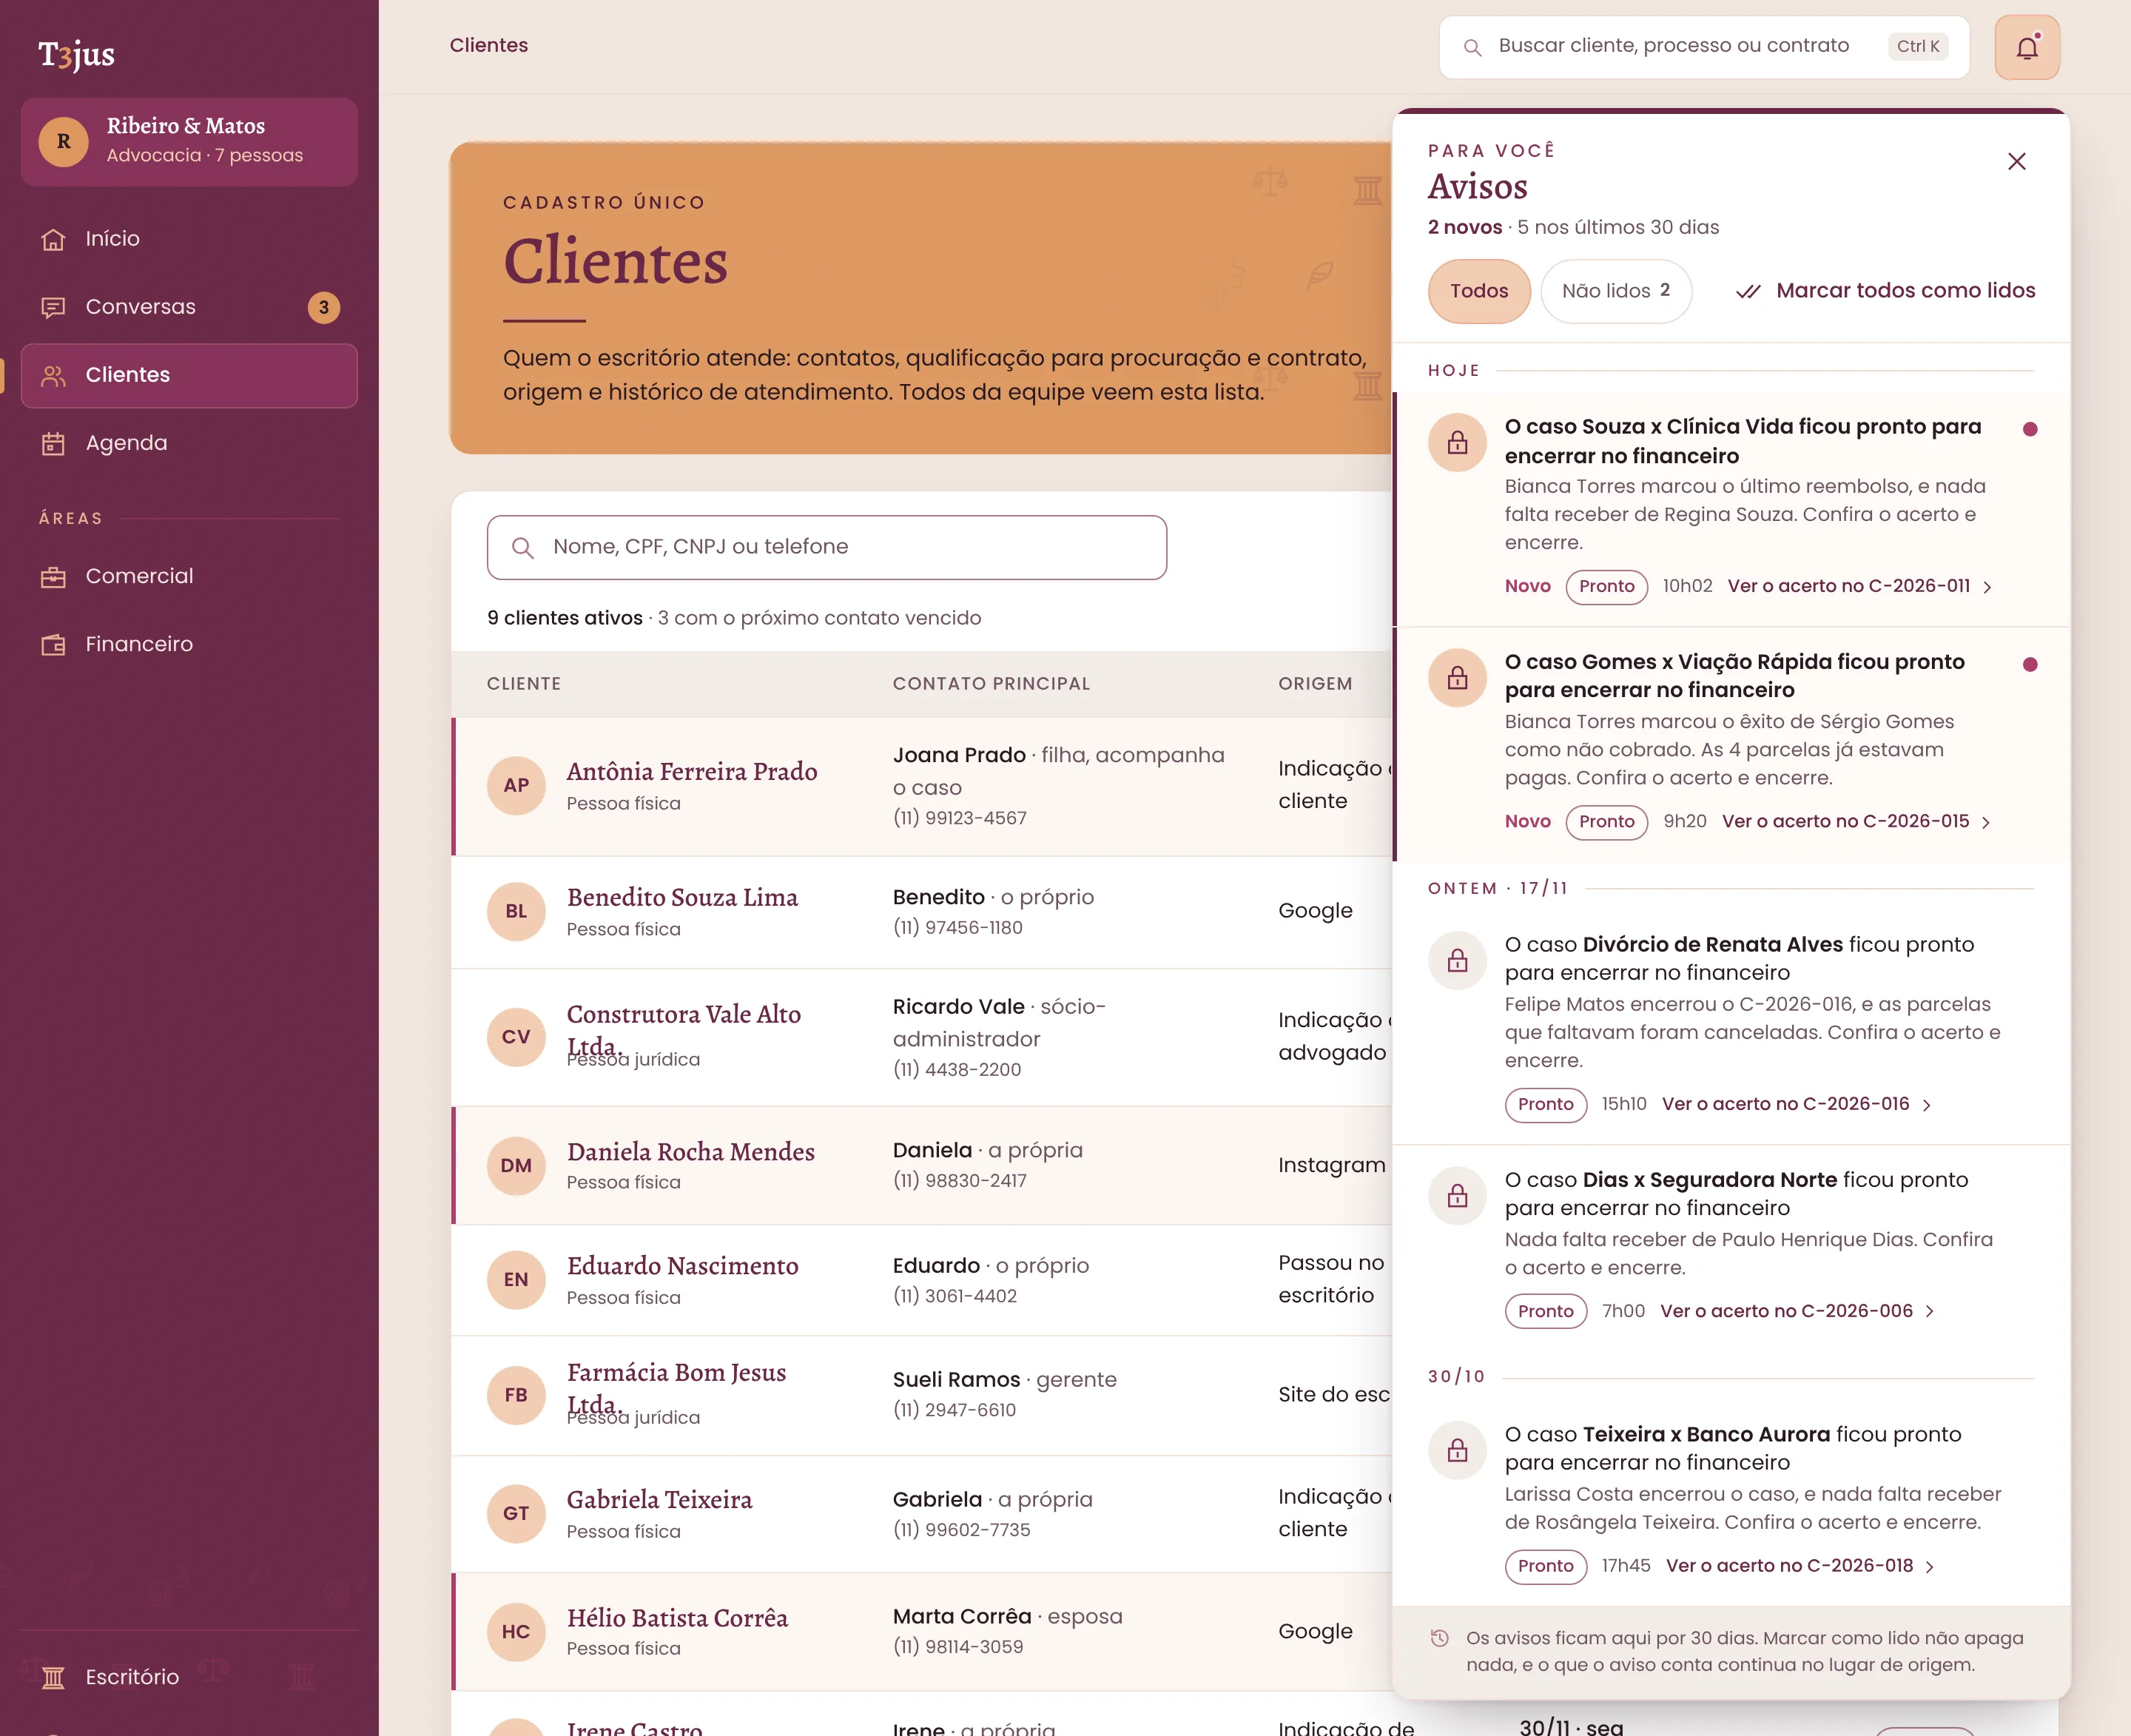 T3jus
R
Ribeiro & Matos
Advocacia · 7 pessoas
Início
Conversas
3
Clientes
Agenda
ÁREAS
Comercial
Financeiro
Escritório
Clientes
Buscar cliente, processo ou contrato
Ctrl K
CADASTRO ÚNICO
Clientes
Quem o escritório atende: contatos, qualificação para procuração e contrato,
origem e histórico de atendimento. Todos da equipe veem esta lista.
Nome, CPF, CNPJ ou telefone
9 clientes ativos · 3 com o próximo contato vencido
CLIENTE
CONTATO PRINCIPAL
ORIGEM
AP
Antônia Ferreira Prado
Pessoa física
Joana Prado · filha, acompanha
o caso
(11) 99123-4567
Indicação
cliente
BL
Benedito Souza Lima
Pessoa física
Benedito · o próprio
(11) 97456-1180
Google
CV
Construtora Vale Alto
Ltda.
Pessoa jurídica
Ricardo Vale · sócio-
administrador
(11) 4438-2200
Indicação
advogado
DM
Daniela Rocha Mendes
Pessoa física
Daniela · a própria
(11) 98830-2417
Instagram
EN
Eduardo Nascimento
Pessoa física
Eduardo · o próprio
(11) 3061-4402
Passou no
escritório
FB
Farmácia Bom Jesus
Ltda.
Pessoa jurídica
Sueli Ramos · gerente
(11) 2947-6610
Site do esc
GT
Gabriela Teixeira
Pessoa física
Gabriela · a própria
(11) 99602-7735
Indicação
cliente
HC
Hélio Batista Corrêa
Pessoa física
Marta Corrêa · esposa
(11) 98114-3059
Google
Irene Castro
Irene · a própria
Indicação de
30/11 · seg
PARA VOCÊ
Avisos
2 novos · 5 nos últimos 30 dias
Todos
Não lidos 2
Marcar todos como lidos
HOJE
O caso Souza x Clínica Vida ficou pronto para
encerrar no financeiro
Bianca Torres marcou o último reembolso, e nada
falta receber de Regina Souza. Confira o acerto e
encerre.
Novo Pronto 10h02 Ver o acerto no C-2026-011
O caso Gomes x Viação Rápida ficou pronto
para encerrar no financeiro
Bianca Torres marcou o êxito de Sérgio Gomes
como não cobrado. As 4 parcelas já estavam
pagas. Confira o acerto e encerre.
Novo Pronto 9h20 Ver o acerto no C-2026-015
ONTEM · 17/11
O caso Divórcio de Renata Alves ficou pronto
para encerrar no financeiro
Felipe Matos encerrou o C-2026-016, e as parcelas
que faltavam foram canceladas. Confira o acerto e
encerre.
Pronto 15h10 Ver o acerto no C-2026-016
O caso Dias x Seguradora Norte ficou pronto
para encerrar no financeiro
Nada falta receber de Paulo Henrique Dias. Confira
o acerto e encerre.
Pronto 7h00 Ver o acerto no C-2026-006
30/10
O caso Teixeira x Banco Aurora ficou pronto
para encerrar no financeiro
Larissa Costa encerrou o caso, e nada falta receber
de Rosângela Teixeira. Confira o acerto e encerre.
Pronto 17h45 Ver o acerto no C-2026-018
Os avisos ficam aqui por 30 dias. Marcar como lido não apaga
nada, e o que o aviso conta continua no lugar de origem.